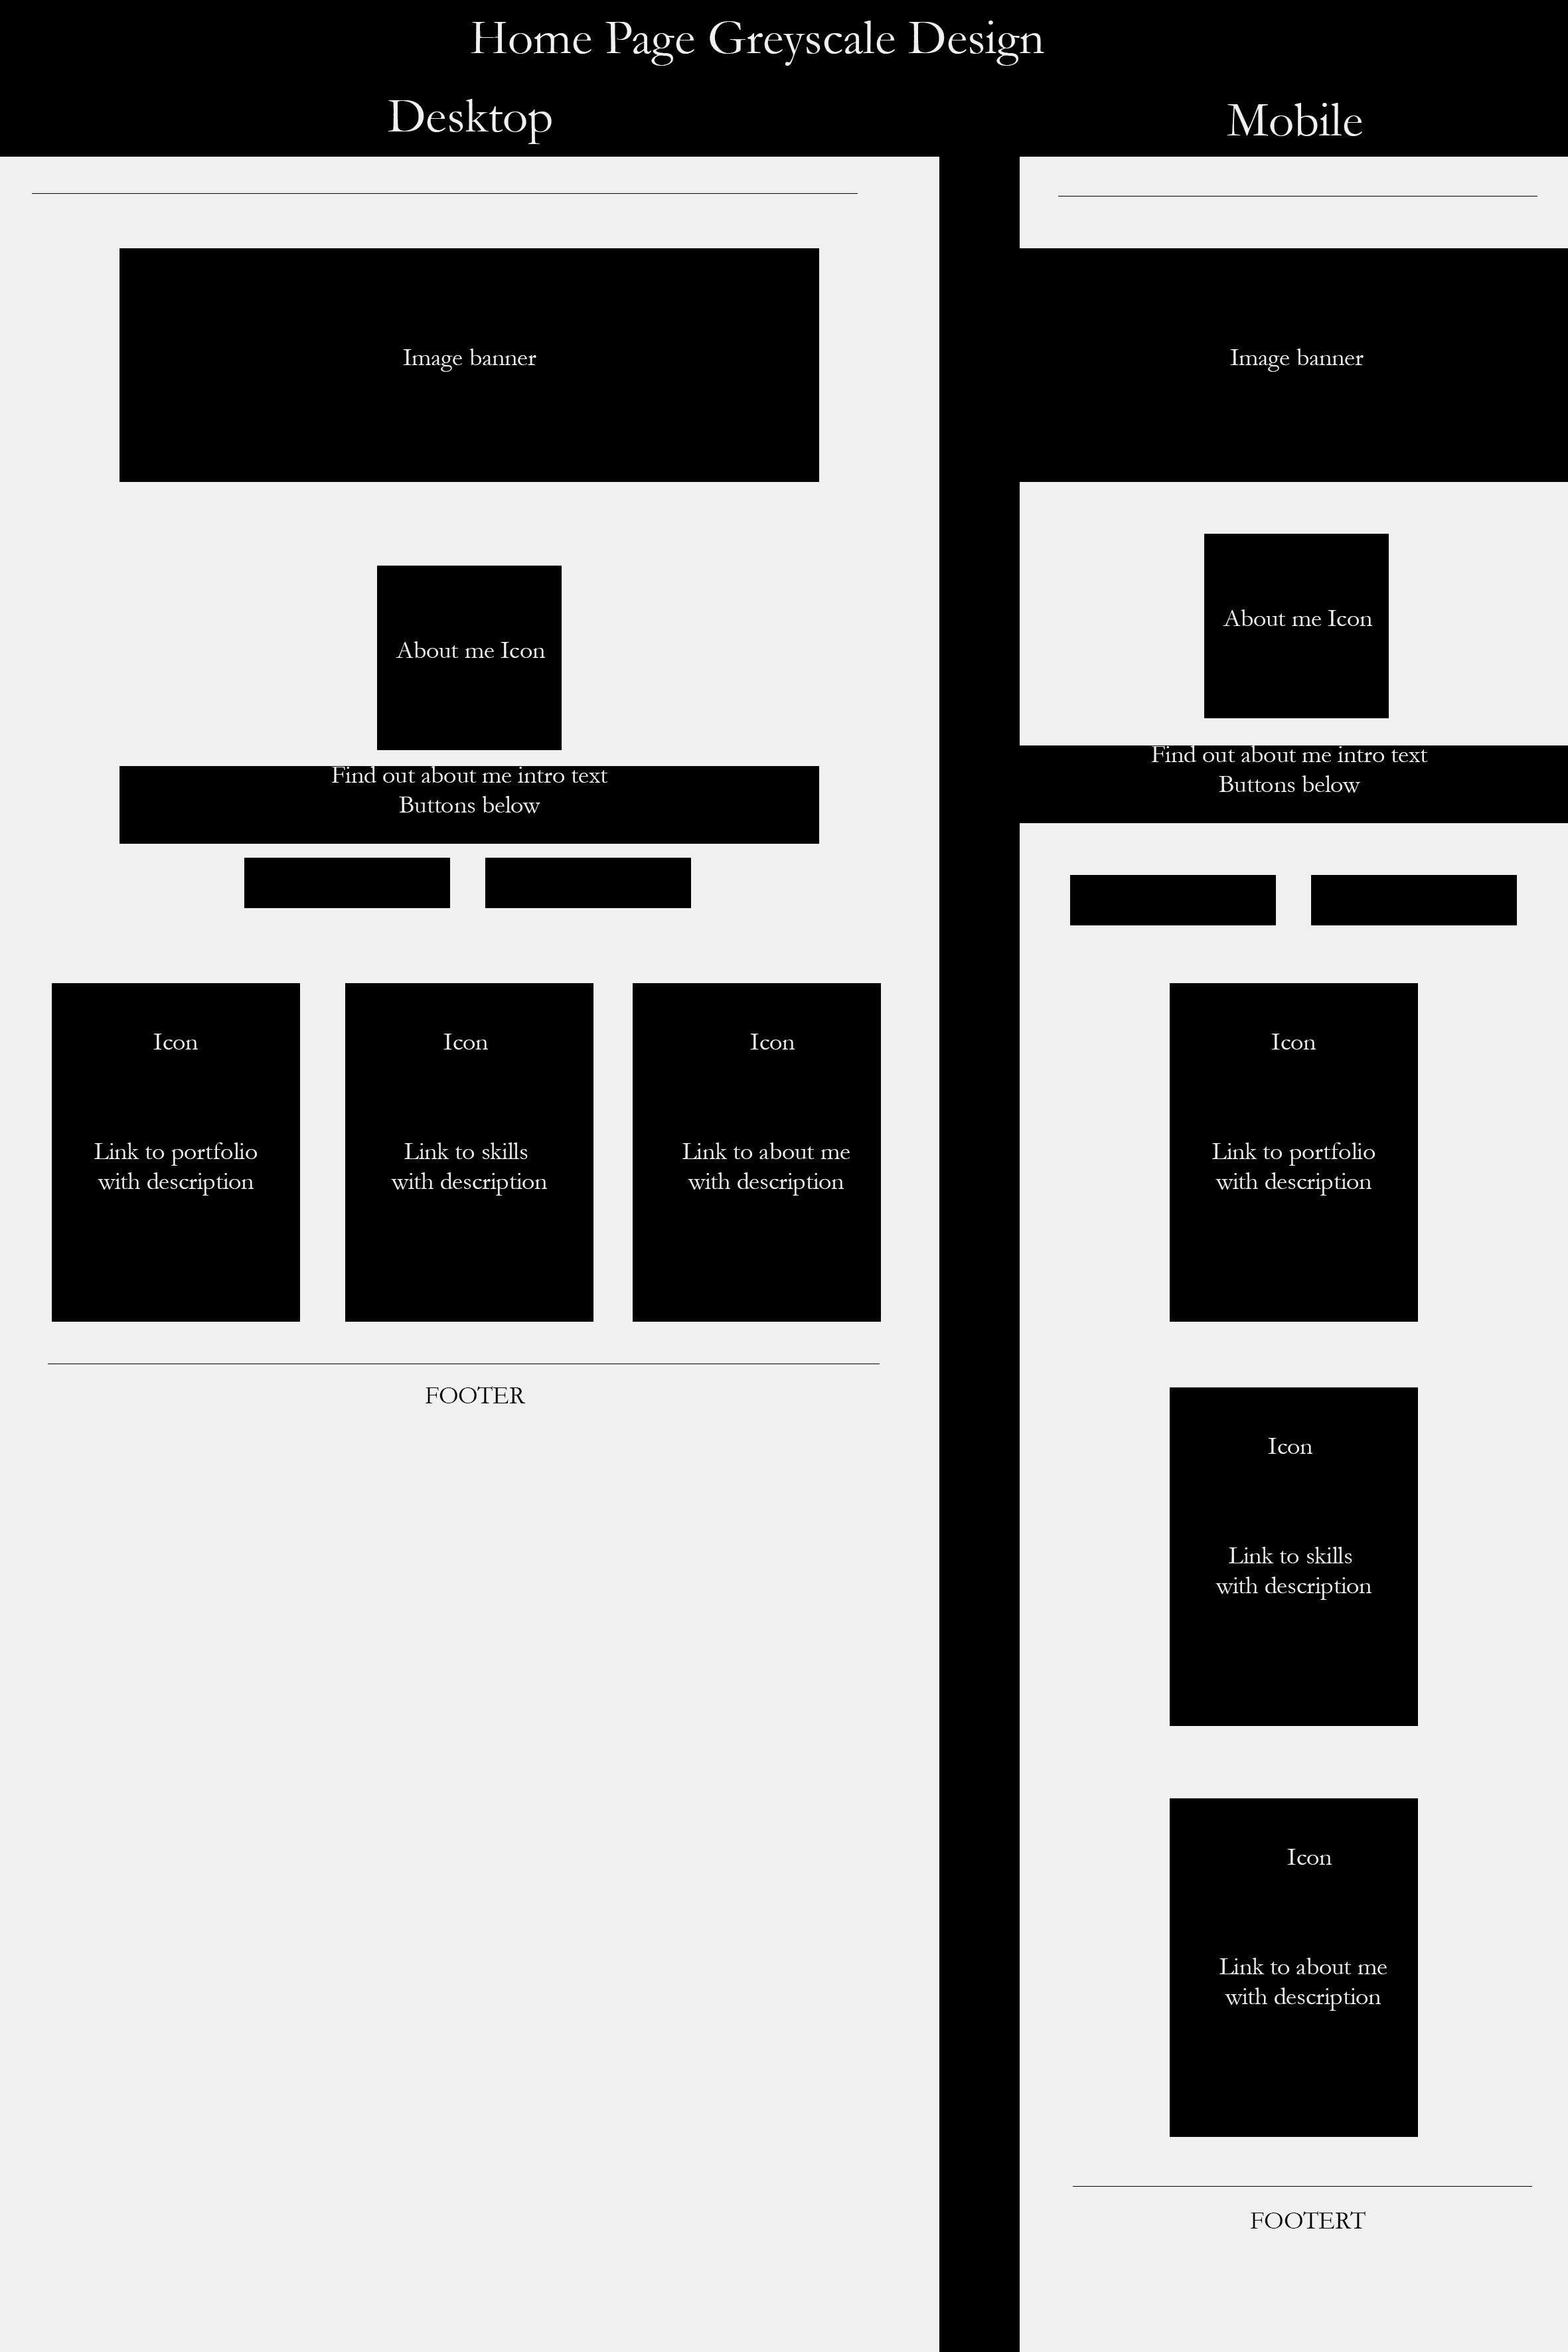 Home Page Greyscale Design
Desktop
Image banner
About me Icon
Find out about me intro text
Buttons below
Icon
Link to portfolio
with description
Icon
Link to skills
with description
Icon
Link to about me
with description
FOOTER
Mobile
Image banner
About me Icon
Find out about me intro text
Buttons below
Icon
Link to portfolio
with description
Icon
Link to skills
with description
Icon
Link to about me
with description
FOOTERT